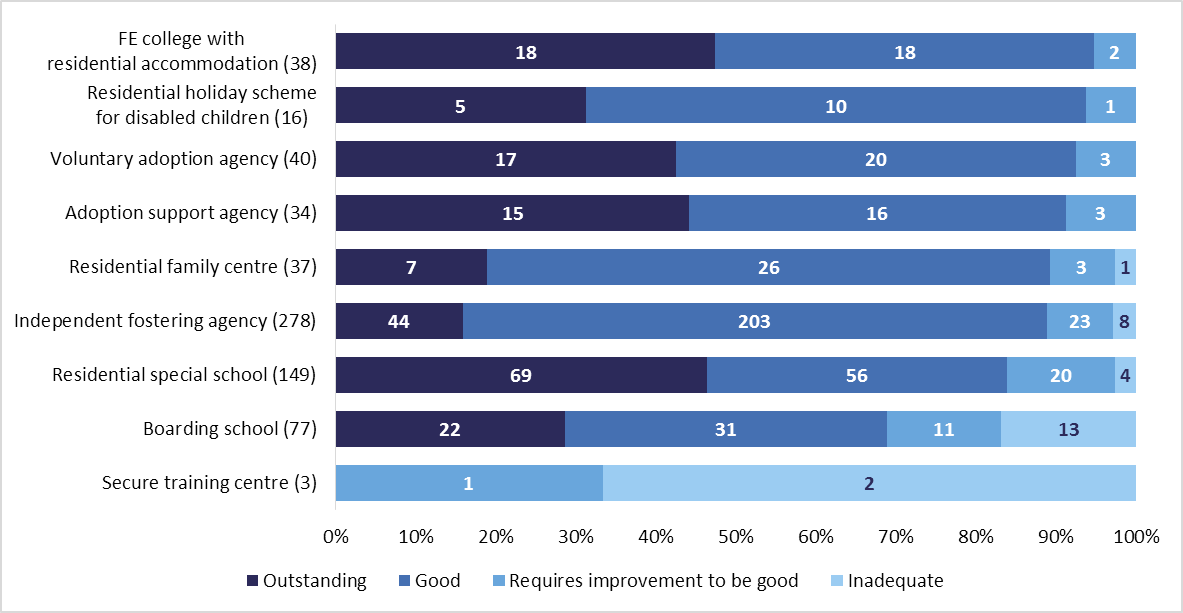 FE college with
residential accommodation (38)
18 18 2
Residential holiday scheme
for disabled children (16)
5 10 1
Voluntary adoption agency (40)
17 20 3
Adoption support agency (34)
15 16 3
Residential family centre (37)
7 26 3 1
Independent fostering agency (278)
44 203 23 8
Residential special school (149)
69 56 20 4
Boarding school (77)
22 31 11 13
Secure training centre (3)
1 2
0% 10% 20% 30% 40% 50% 60% 70% 80% 90% 100%
Outstanding Good Requires improvement to be good Inadequate